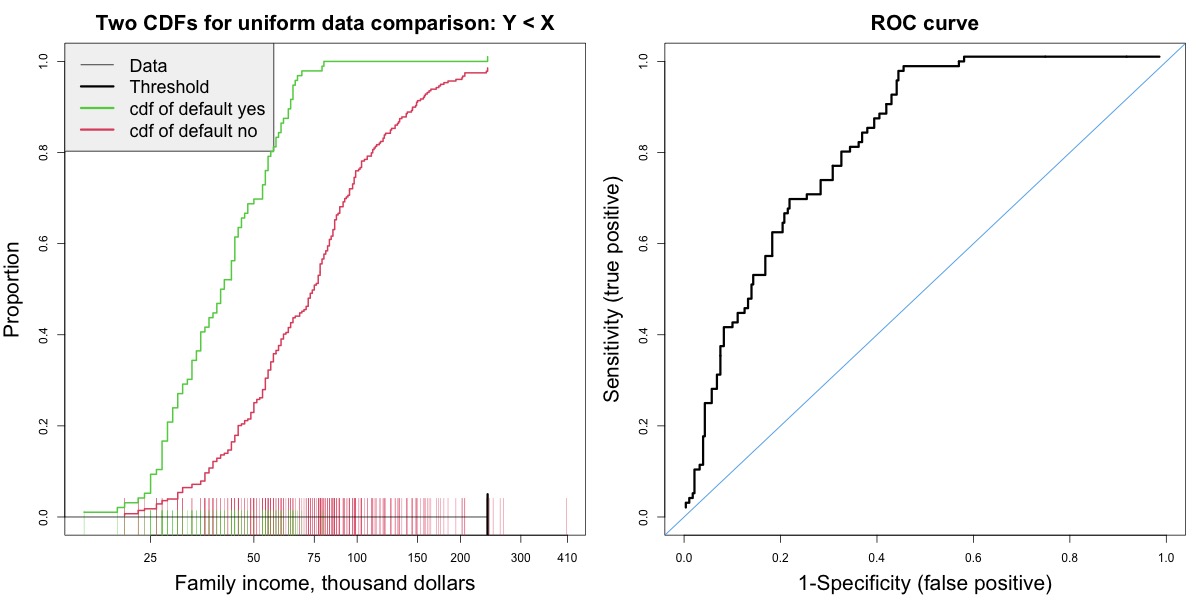 Two CDFs for uniform data comparison: Y < X
Data
Threshold
cdf of default yes
cdf of default no
Proportion
0.0
0.2
0.4
0.6
0.8
1.0
25
50
75
100
150
200
300
410
Family income, thousand dollars
ROC curve
Sensitivity (true positive)
0.0
0.2
0.4
0.6
0.8
1.0
0.0
0.2
0.4
0.6
0.8
1.0
1-Specificity (false positive)